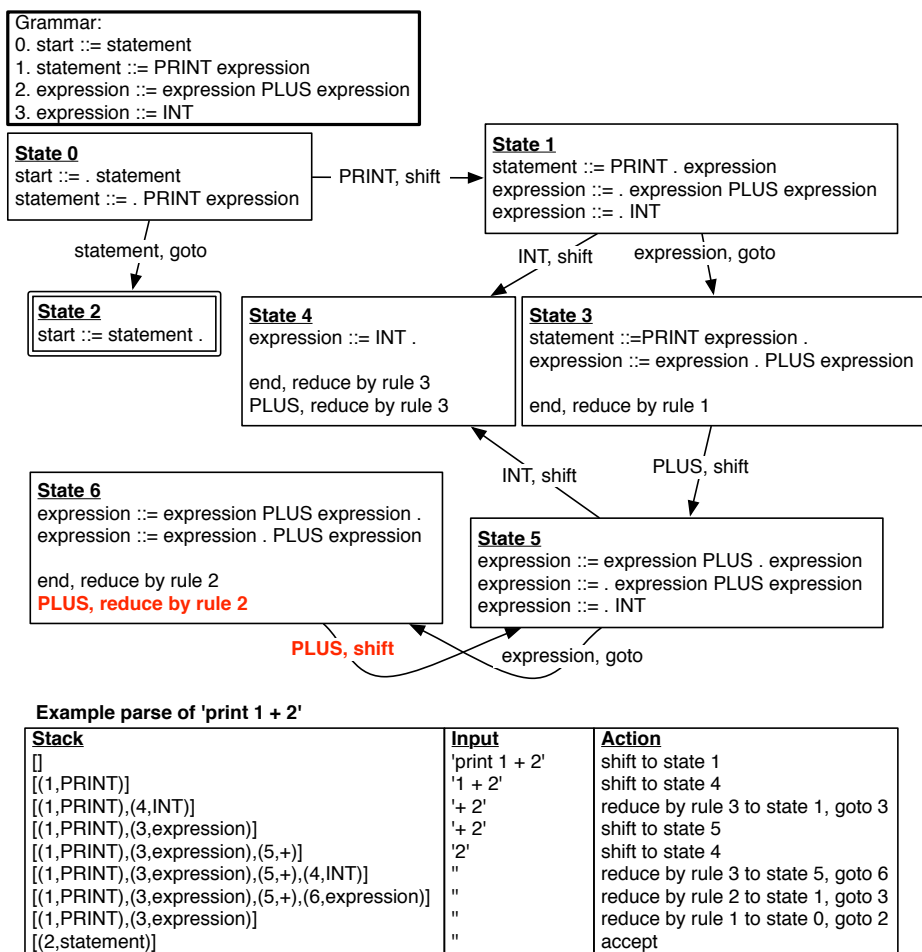 Grammar:
0. start ::= statement
1. statement ::= PRINT expression
2. expression ::= expression PLUS expression
3. expression ::= INT
State 0
start ::= . statement
statement ::= . PRINT expression
PRINT, shift
State 1
statement ::= PRINT . expression
expression ::= . expression PLUS expression
expression ::= . INT
statement, goto
INT, shift
expression, goto
State 2
start ::= statement .
State 4
expression ::= INT .
end, reduce by rule 3
PLUS, reduce by rule 3
State 3
statement ::=PRINT expression .
expression ::= expression . PLUS expression
end, reduce by rule 1
INT, shift
PLUS, shift
State 6
expression ::= expression PLUS expression .
expression ::= expression . PLUS expression
end, reduce by rule 2
PLUS, reduce by rule 2
State 5
expression ::= expression PLUS . expression
expression ::= . expression PLUS expression
expression ::= . INT
PLUS, shift
expression, goto
Example parse of 'print 1 + 2'
Stack Input Action
[] 'print 1 + 2' shift to state 1
[(1,PRINT)] '1 + 2' shift to state 4
[(1,PRINT),(4,INT)] '+ 2' reduce by rule 3 to state 1, goto 3
[(1,PRINT),(3,expression)] '+ 2' shift to state 5
[(1,PRINT),(3,expression),(5,+)] '2' shift to state 4
[(1,PRINT),(3,expression),(5,+),(4,INT)] '' reduce by rule 3 to state 5, goto 6
[(1,PRINT),(3,expression),(5,+),(6,expression)] '' reduce by rule 2 to state 1, goto 3
[(1,PRINT),(3,expression)] '' reduce by rule 1 to state 0, goto 2
[(2,statement)] '' accept